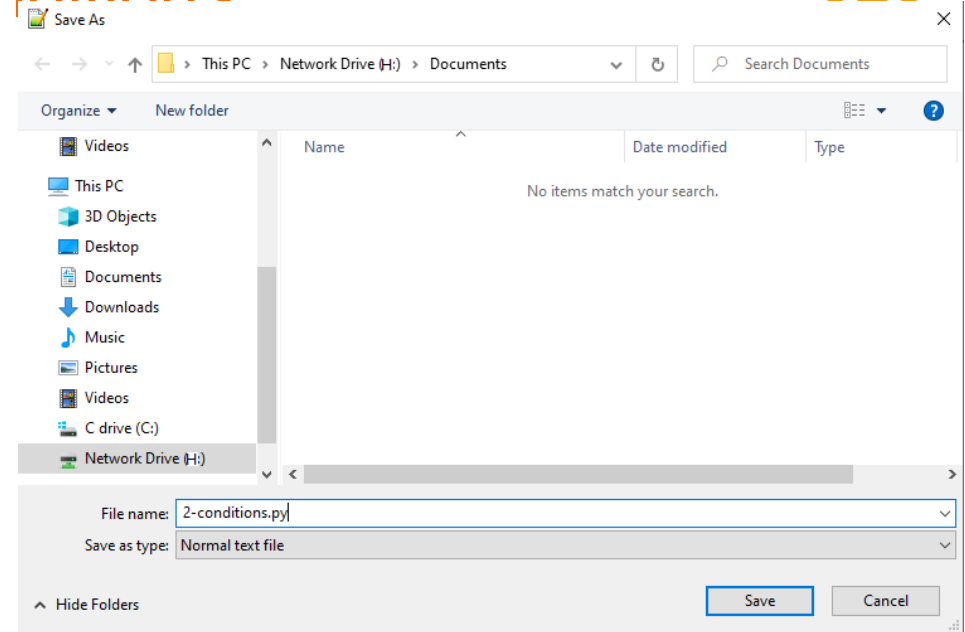 Save As
This PC > Network Drive (H:) > Documents
Search Documents
Organize
New folder
Name
Date modified
Type
No items match your search.
Videos
This PC
3D Objects
Desktop
Documents
Downloads
Music
Pictures
Videos
C drive (C:)
Network Drive (H:)
File name: 2-conditions.py
Save as type: Normal text file
Hide Folders
Save
Cancel